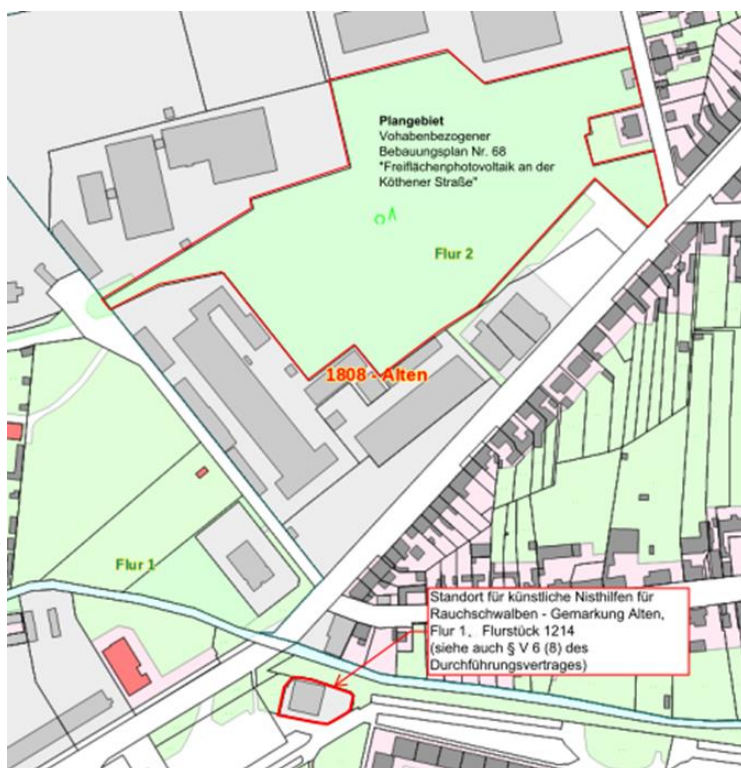 Plangebiet
Vohabenbezogener
Bebauungsplan Nr. 68
"Freiflächenphotovoltaik an der
Köthener Straße"
Flur 2
1808 - Alten
Flur 1
Standort für künstliche Nisthilfen für
Rauchschwalben - Gemarkung Alten,
Flur 1, Flurstück 1214
(siehe auch § V 6 (8) des
Durchführungsvertrages)